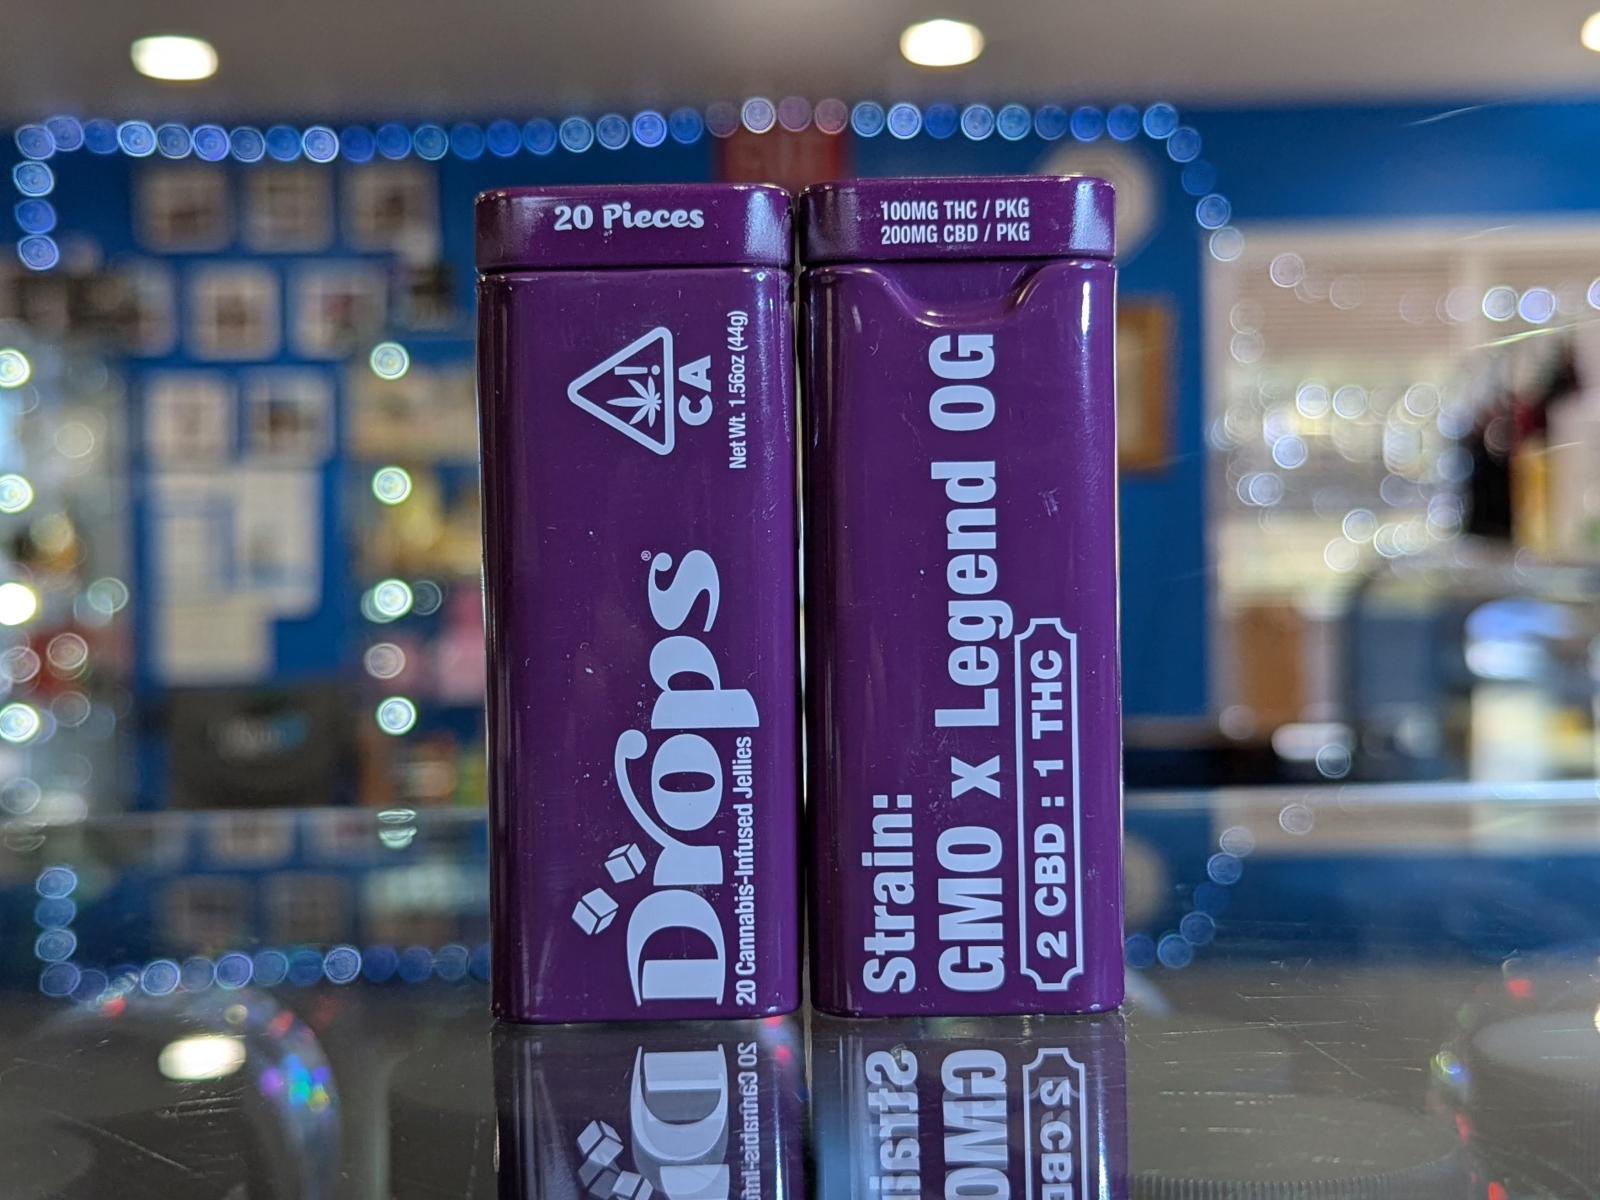 20 Pieces
CA
Net Wt. 1.56oz (44g)
Drops®
20 Cannabis-Infused Jellies
100MG THC / PKG
200MG CBD / PKG
Strain:
GMO x Legend OG
2 CBD : 1 THC